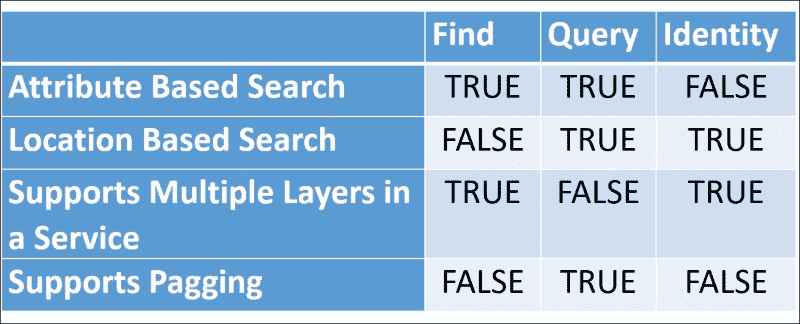 Find Query Identity
Attribute Based Search TRUE TRUE FALSE
Location Based Search FALSE TRUE TRUE
Supports Multiple Layers in TRUE FALSE TRUE
a Service
Supports Pagging FALSE TRUE FALSE